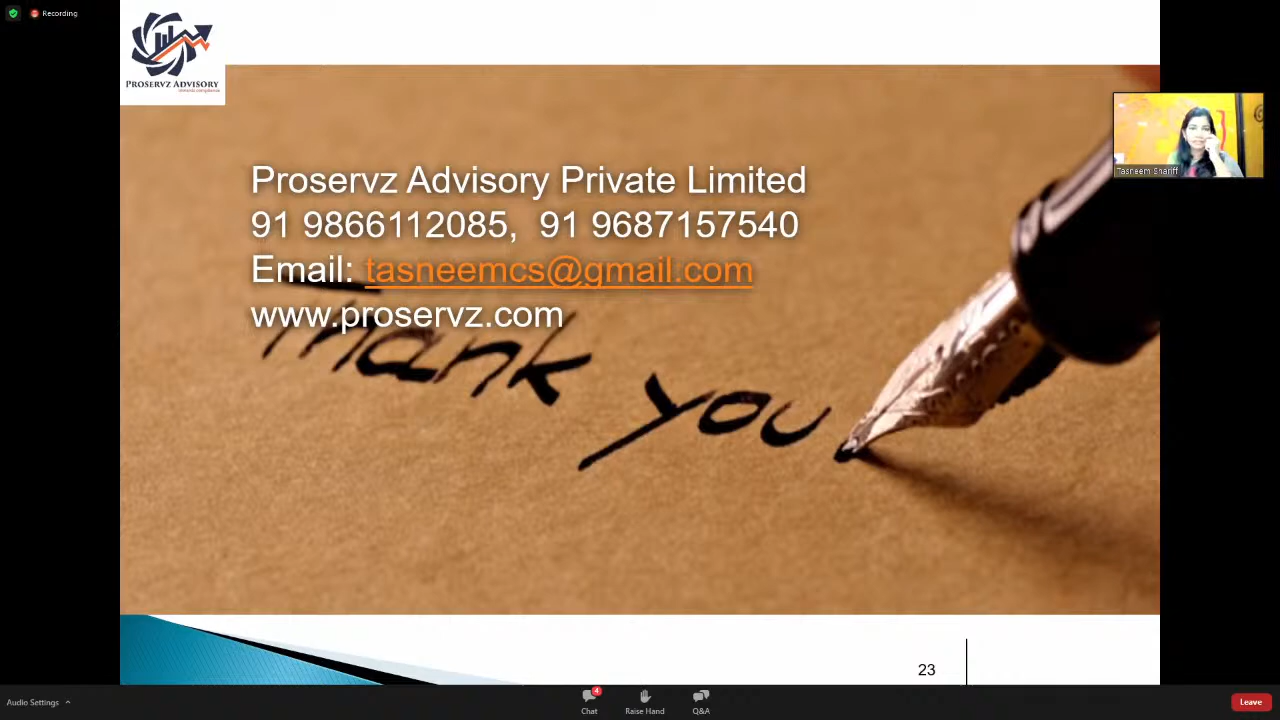 Recording
PROSERVZ ADVISORY
Proservz Advisory Private Limited
91 9866112085,  91 9687157540
Email: tasneemcs@gmail.com
www.proservz.com
Thank you
Tasneem Shariff
23
Audio Settings
4
Chat
Raise Hand
Q&A
Leave